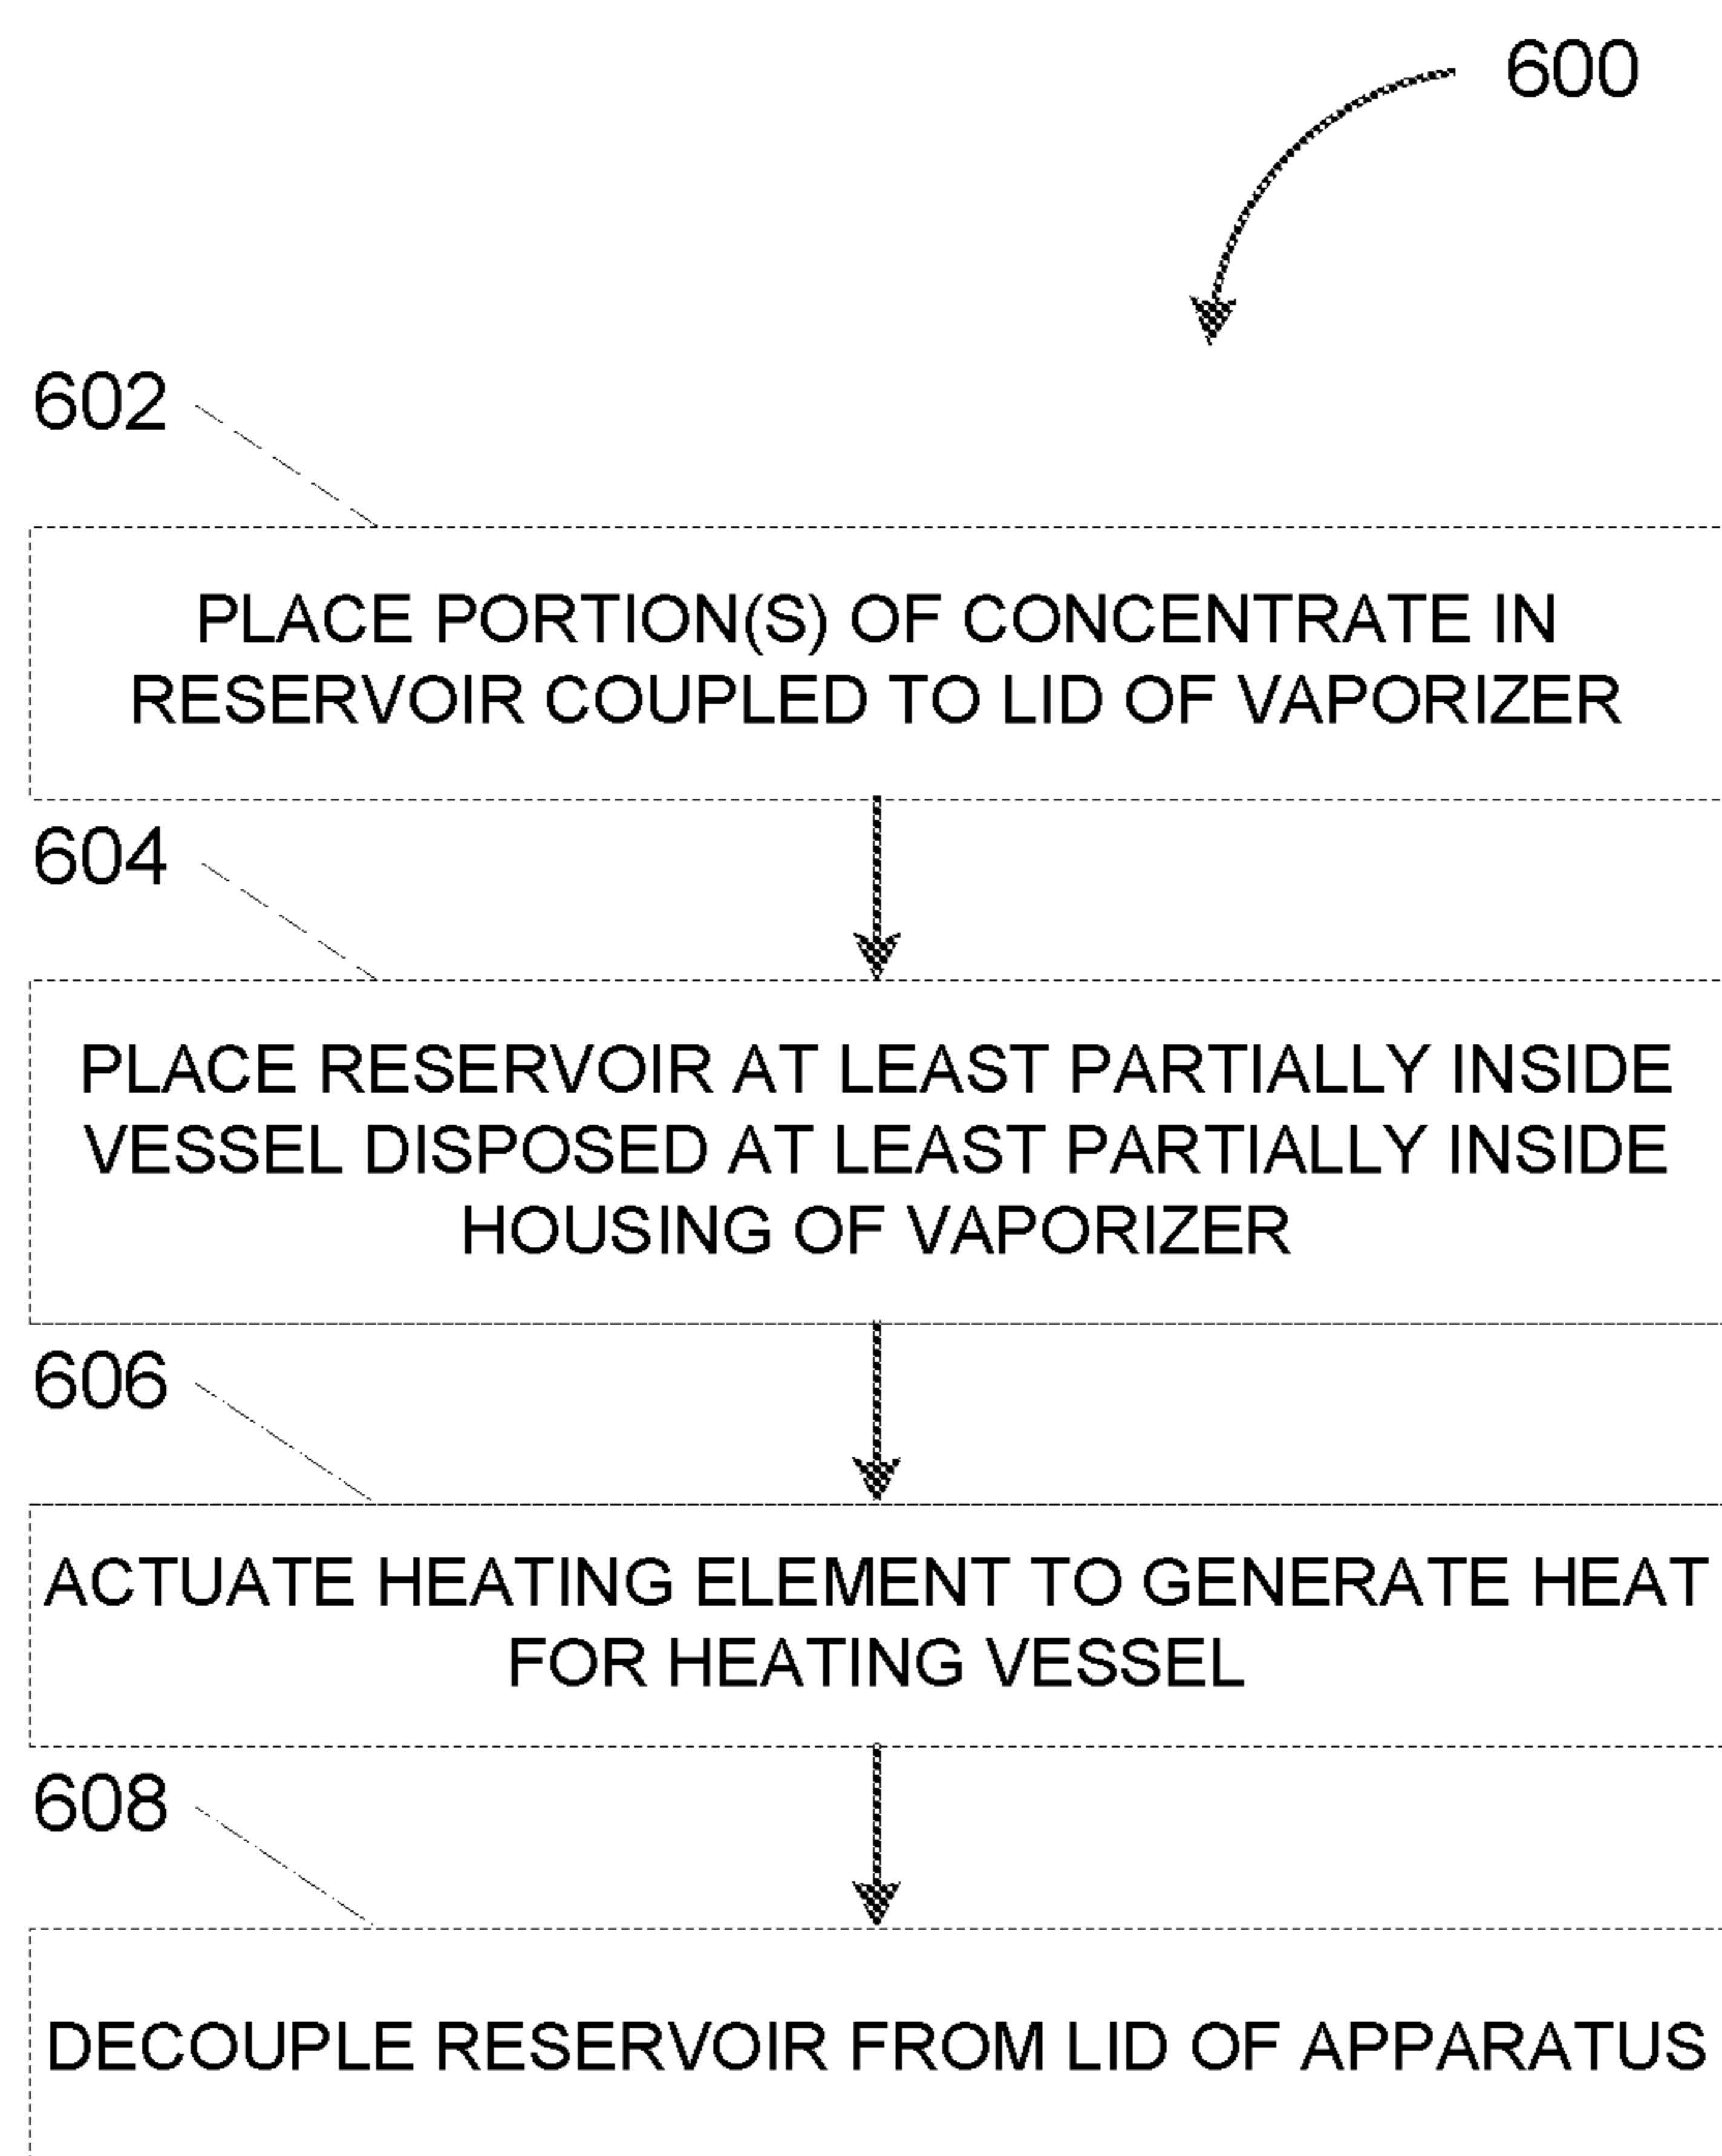 600
602
PLACE PORTION(S) OF CONCENTRATE IN
RESERVOIR COUPLED TO LID OF VAPORIZER
604
PLACE RESERVOIR AT LEAST PARTIALLY INSIDE
VESSEL DISPOSED AT LEAST PARTIALLY INSIDE
HOUSING OF VAPORIZER
606
ACTUATE HEATING ELEMENT TO GENERATE HEAT
FOR HEATING VESSEL
608
DECOUPLE RESERVOIR FROM LID OF APPARATUS